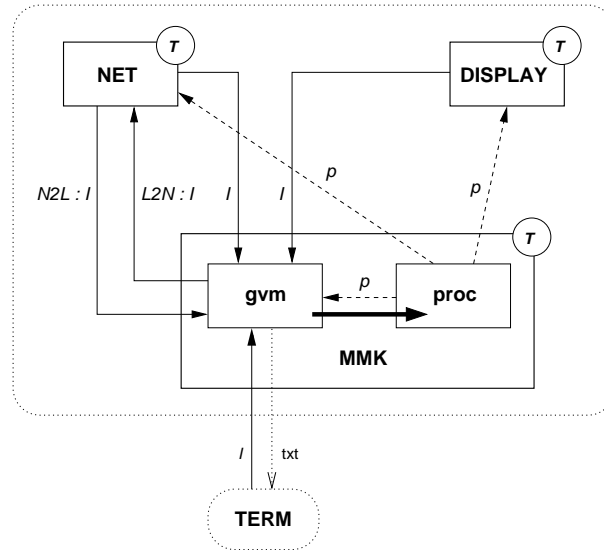 T
T
NET
DISPLAY
p
p
N2L : I
L2N : I
I
I
T
p
gvm
proc
MMK
I
txt
TERM